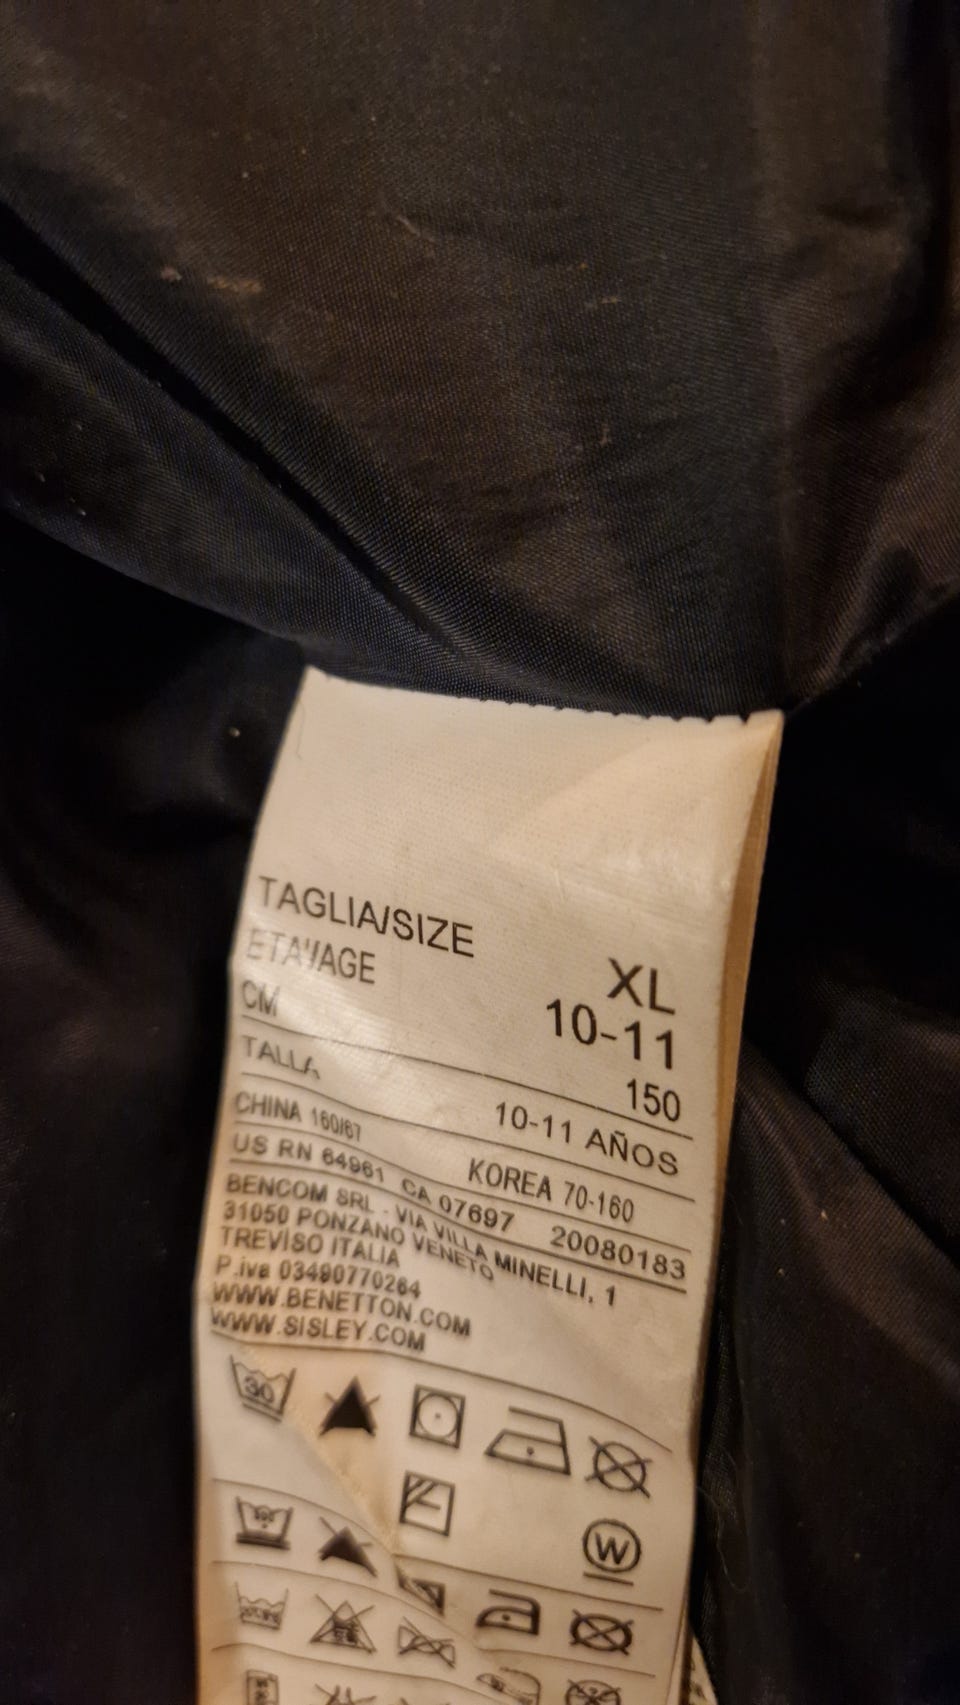 TAGLIA/SIZE XL
ETA'/AGE 10-11
CM 150
TALLA 10-11 AÑOS
CHINA 160/67 KOREA 70-160
US RN 64961 CA 07697 20080183
BENCOM SRL - VIA VILLA MINELLI, 1
31050 PONZANO VENETO
TREVISO ITALIA
P.iva 03490770264
WWW.BENETTON.COM
WWW.SISLEY.COM
30
W